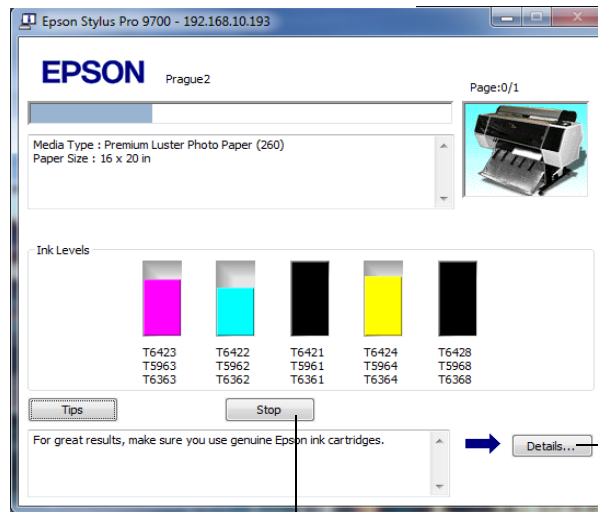 Epson Stylus Pro 9700 - 192.168.10.193
EPSON
Prague2
Page:0/1
Media Type : Premium Luster Photo Paper (260)
Paper Size : 16 x 20 in
Ink Levels
T6423 T6422 T6421 T6424 T6428
T5963 T5962 T5961 T5964 T5968
T6363 T6362 T6361 T6364 T6368
Tips
Stop
For great results, make sure you use genuine Epson ink cartridges.
Details...